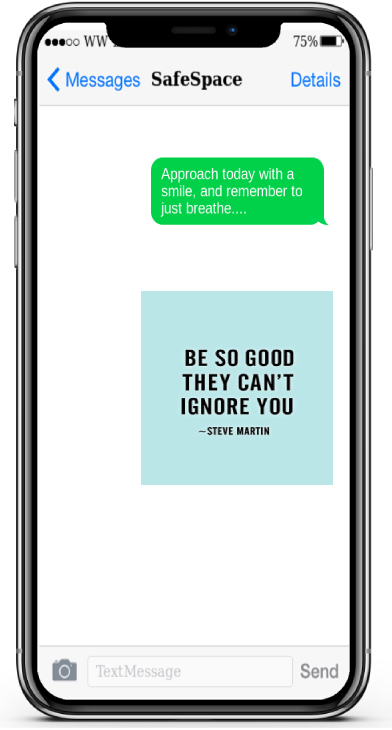 WW
75%
Messages SafeSpace Details
Approach today with a
smile, and remember to
just breathe....
BE SO GOOD
THEY CAN'T
IGNORE YOU
~STEVE MARTIN
TextMessage Send